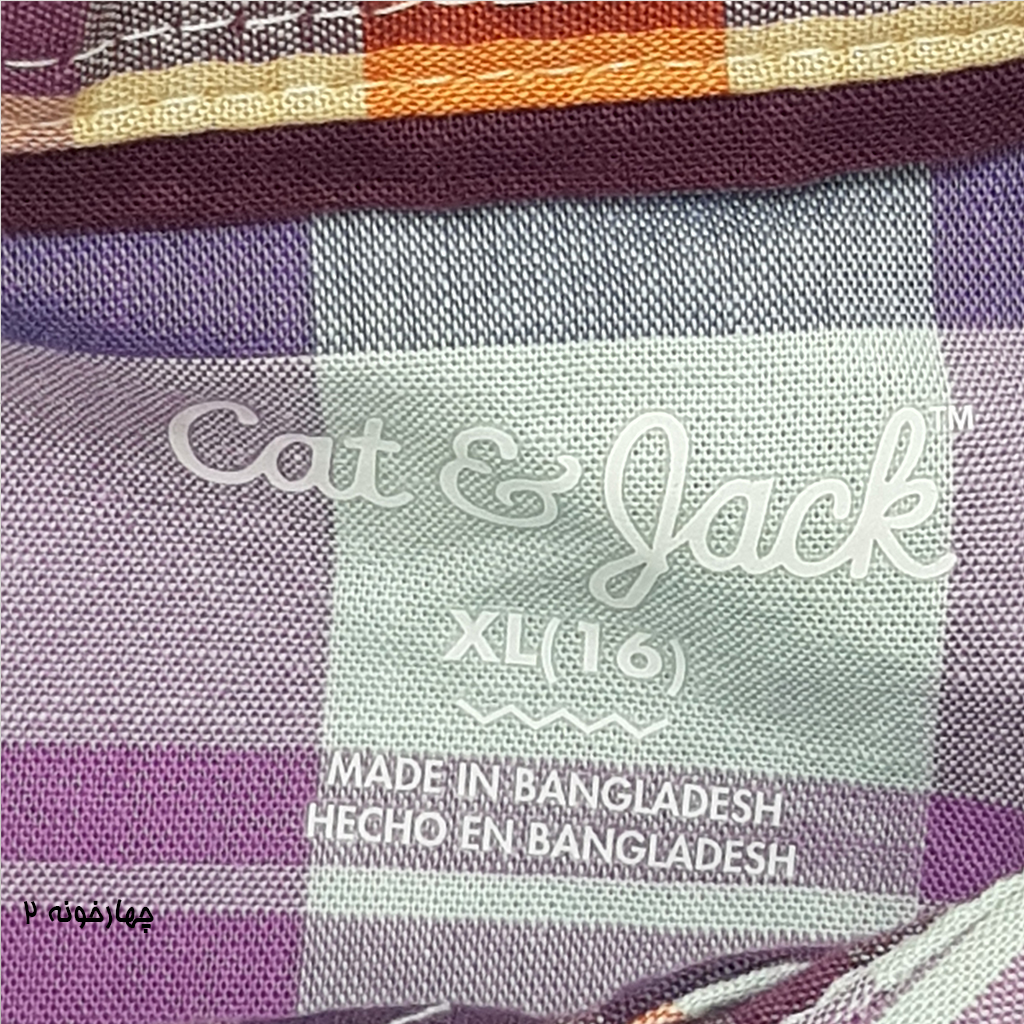 Cat & Jack™
XL(16)
MADE IN BANGLADESH
HECHO EN BANGLADESH
چهارخونه ۲